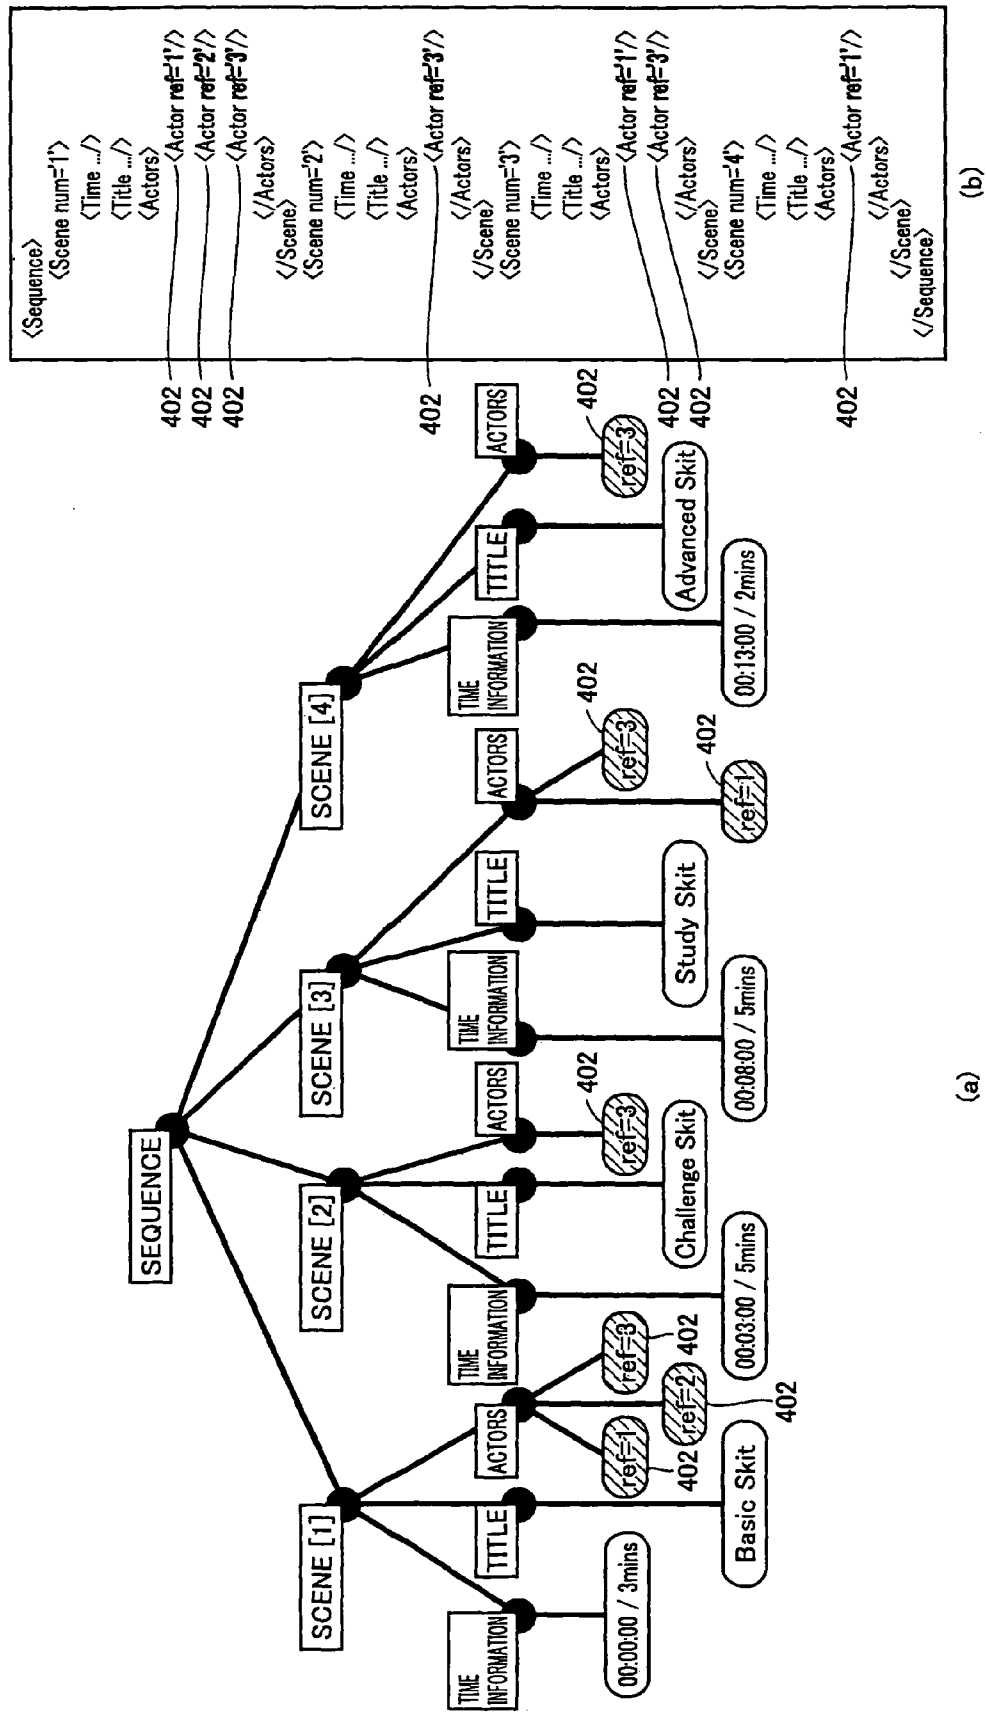 SEQUENCE
SCENE [1]
SCENE [2]
SCENE [3]
SCENE [4]
TIME
INFORMATION
TITLE
ACTORS
TIME
INFORMATION
TITLE
ACTORS
TIME
INFORMATION
TITLE
ACTORS
TIME
INFORMATION
TITLE
ACTORS
00:00:00 / 3mins
Basic Skit
ref=1
402
ref=2
402
ref=3
402
00:03:00 / 5mins
Challenge Skit
ref=3
402
00:08:00 / 5mins
Study Skit
ref=1
402
ref=3
402
00:13:00 / 2mins
Advanced Skit
ref=3
402
(a)
<Sequence>
<Scene num='1'>
<Time .../>
<Title .../>
<Actors>
402 <Actor ref='1'/>
402 <Actor ref='2'/>
402 <Actor ref='3'/>
</Actors>
</Scene>
<Scene num='2'>
<Time .../>
<Title .../>
<Actors>
402 <Actor ref='3'/>
</Actors>
</Scene>
<Scene num='3'>
<Time .../>
<Title .../>
<Actors>
402 <Actor ref='1'/>
402 <Actor ref='3'/>
</Actors>
</Scene>
<Scene num='4'>
<Time .../>
<Title .../>
<Actors>
402 <Actor ref='1'/>
</Actors>
</Scene>
</Sequence>
(b)